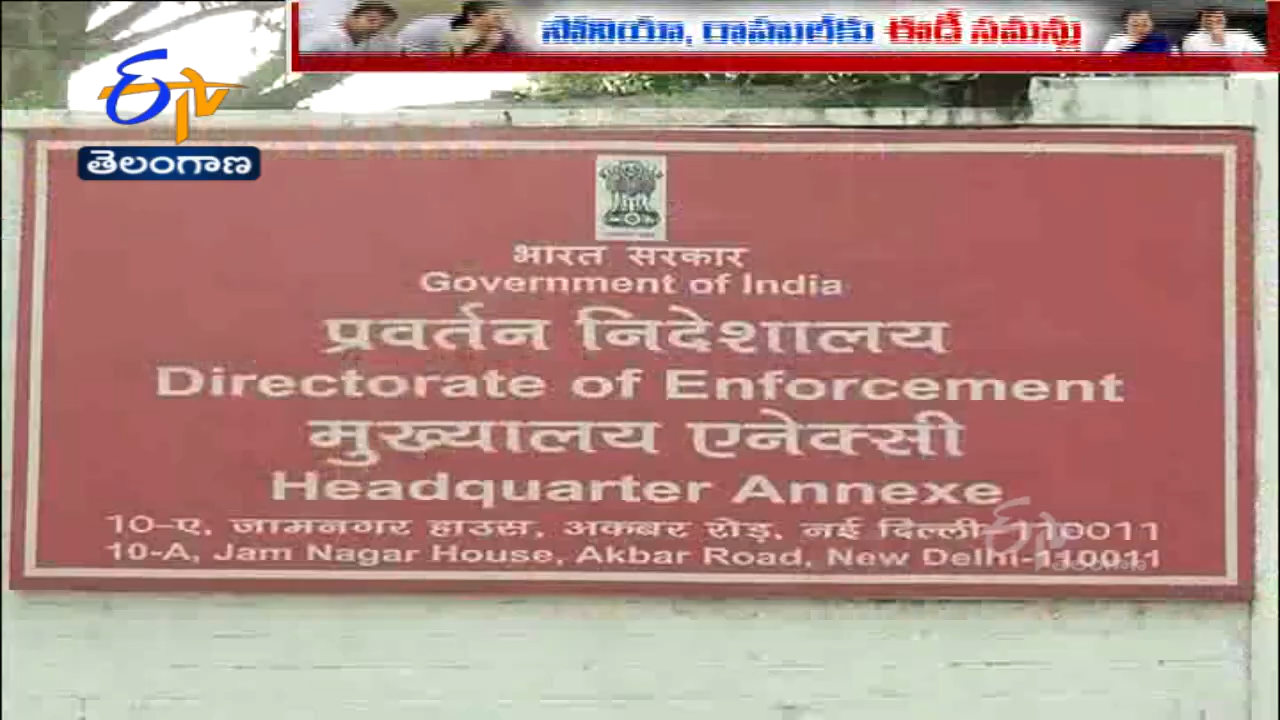 సోనియా, రాహుల్‌కు ఈడీ సమన్లు
ETV
తెలంగాణ
भारत सरकार
Government of India
प्रवर्तन निदेशालय
Directorate of Enforcement
मुख्यालय एनेक्सी
Headquarter Annexe
10-ए, जामनगर हाउस, अकबर रोड़, नई दिल्ली-110011
10-A, Jam Nagar House, Akbar Road, New Delhi-110011